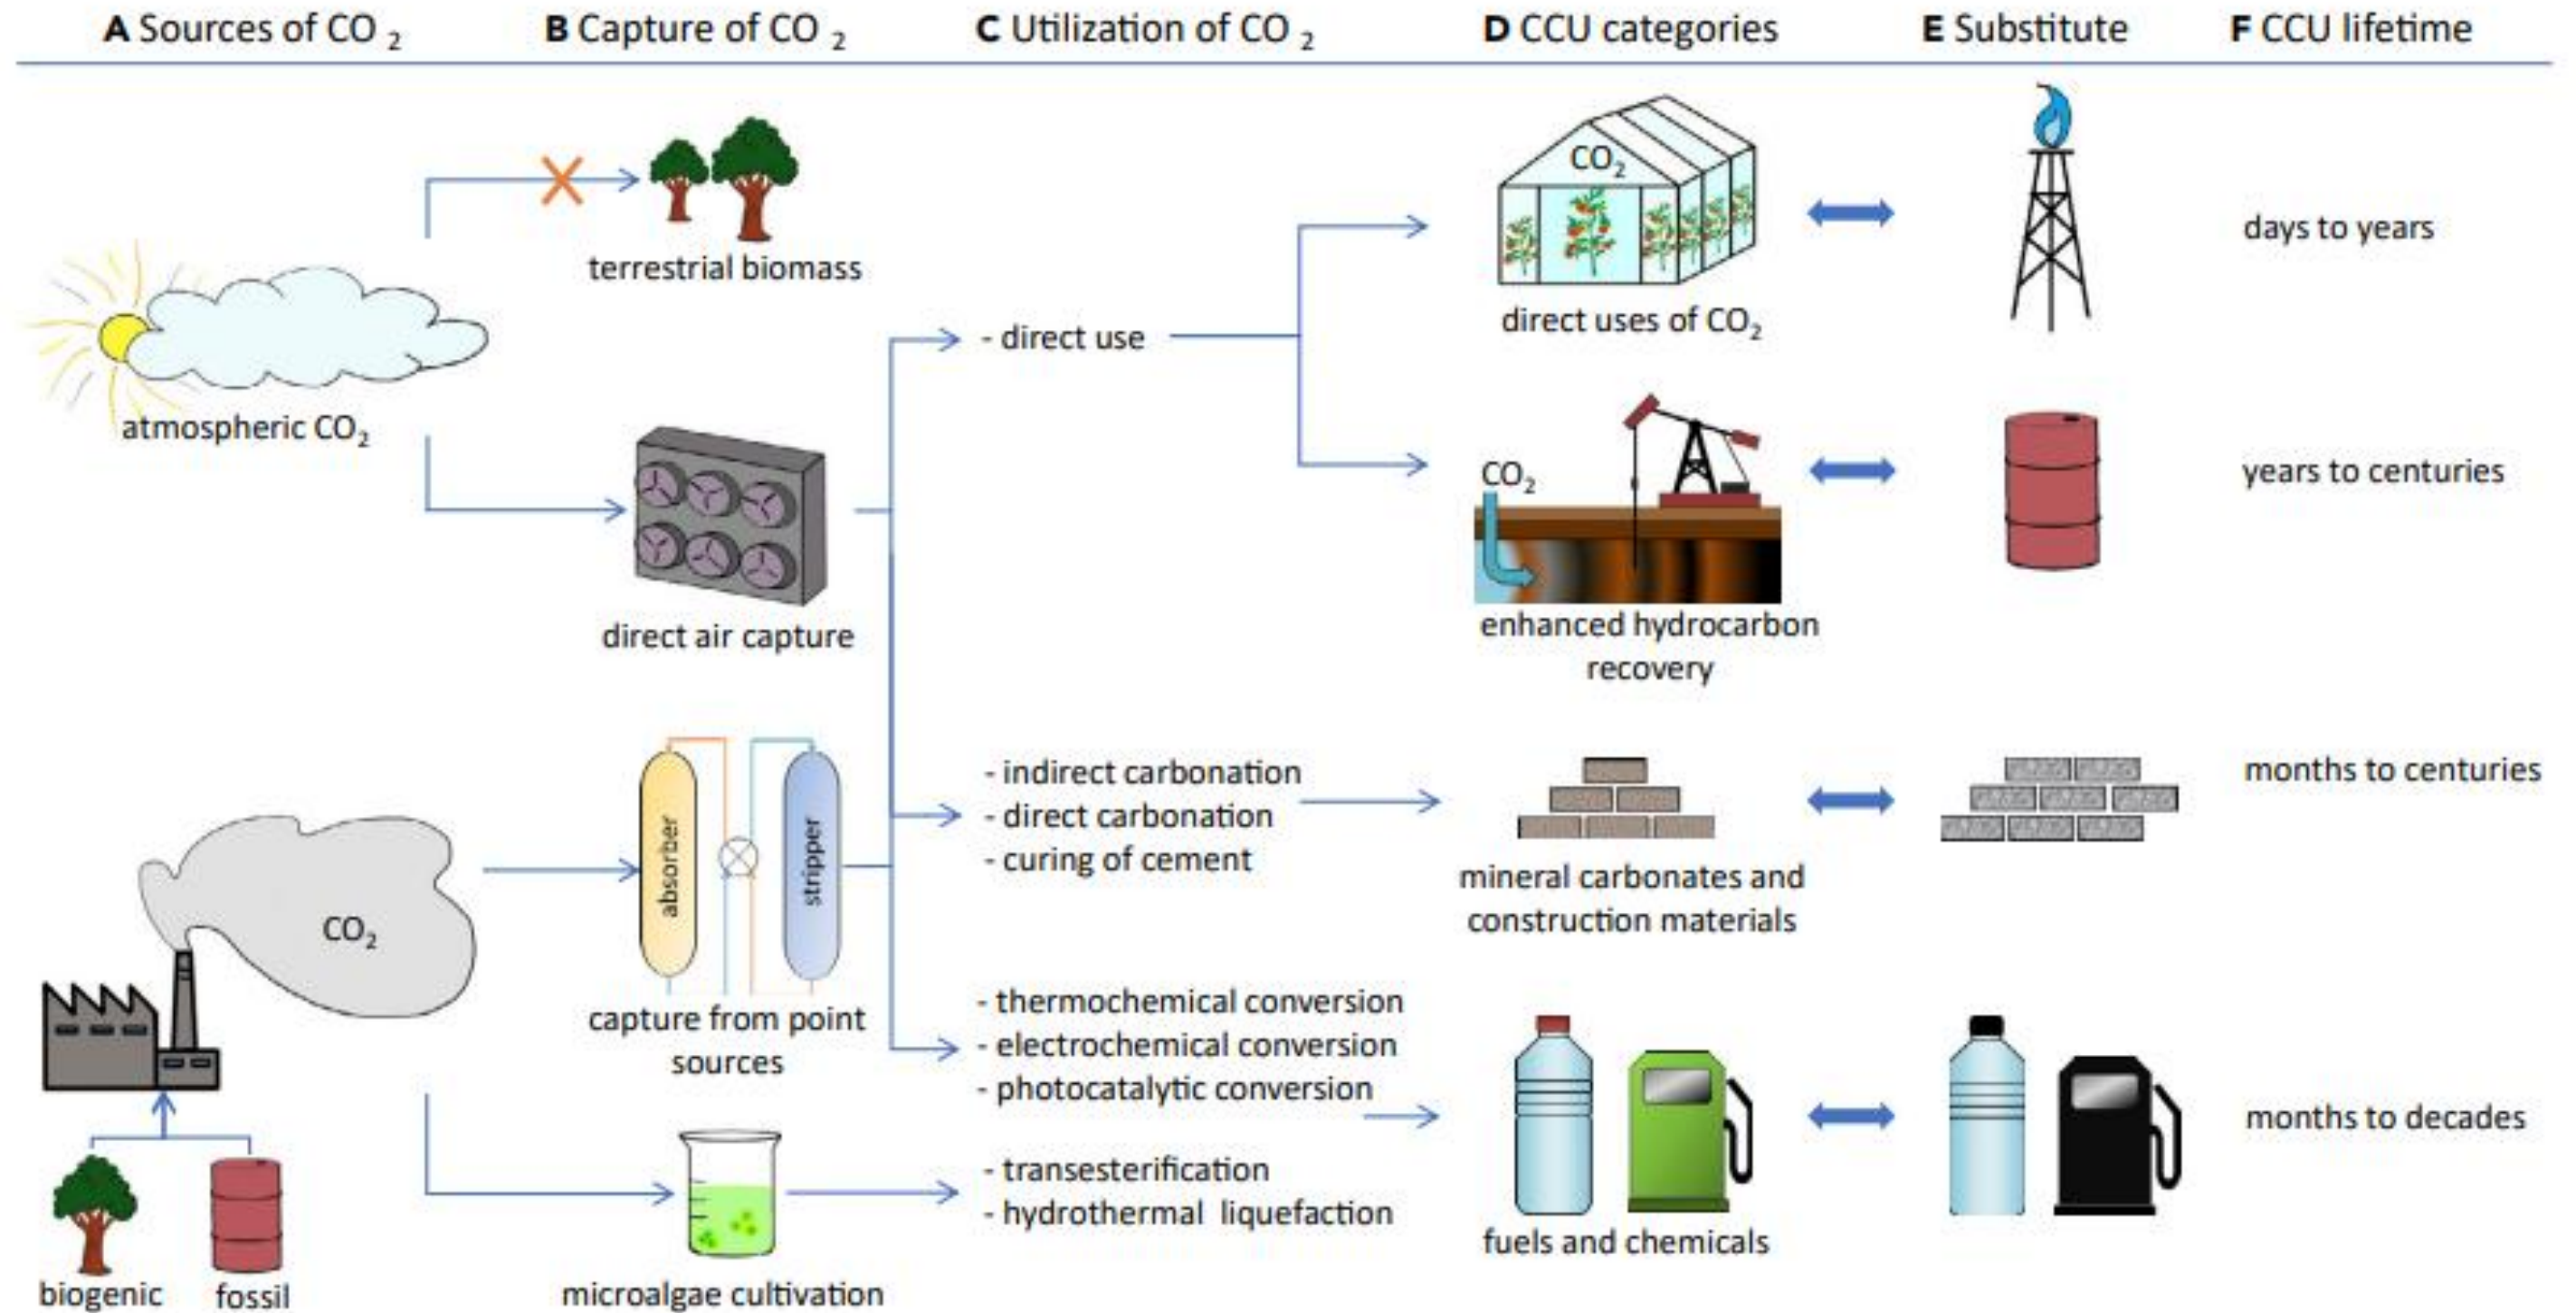 A Sources of CO₂
B Capture of CO₂
C Utilization of CO₂
D CCU categories
E Substitute
F CCU lifetime
terrestrial biomass
atmospheric CO₂
direct air capture
- direct use
CO₂
direct uses of CO₂
days to years
CO₂
enhanced hydrocarbon
recovery
years to centuries
CO₂
biogenic
fossil
absorber
stripper
capture from point
sources
microalgae cultivation
- indirect carbonation
- direct carbonation
- curing of cement
mineral carbonates and
construction materials
months to centuries
- thermochemical conversion
- electrochemical conversion
- photocatalytic conversion
- transesterification
- hydrothermal liquefaction
fuels and chemicals
months to decades